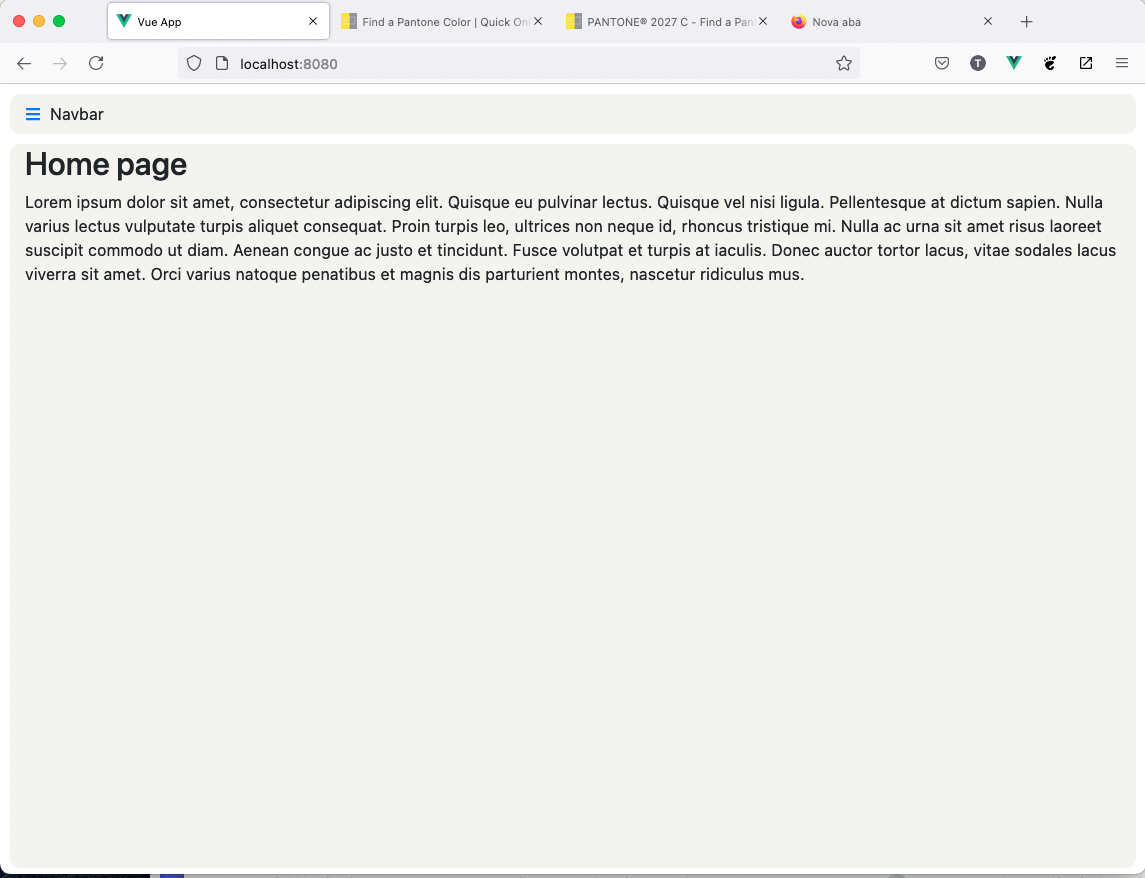 Vue App
Find a Pantone Color | Quick Onl
PANTONE® 2027 C - Find a Pant
Nova aba
localhost:8080
T
Navbar
Home page
Lorem ipsum dolor sit amet, consectetur adipiscing elit. Quisque eu pulvinar lectus. Quisque vel nisi ligula. Pellentesque at dictum sapien. Nulla
varius lectus vulputate turpis aliquet consequat. Proin turpis leo, ultrices non neque id, rhoncus tristique mi. Nulla ac urna sit amet risus laoreet
suscipit commodo ut diam. Aenean congue ac justo et tincidunt. Fusce volutpat et turpis at iaculis. Donec auctor tortor lacus, vitae sodales lacus
viverra sit amet. Orci varius natoque penatibus et magnis dis parturient montes, nascetur ridiculus mus.